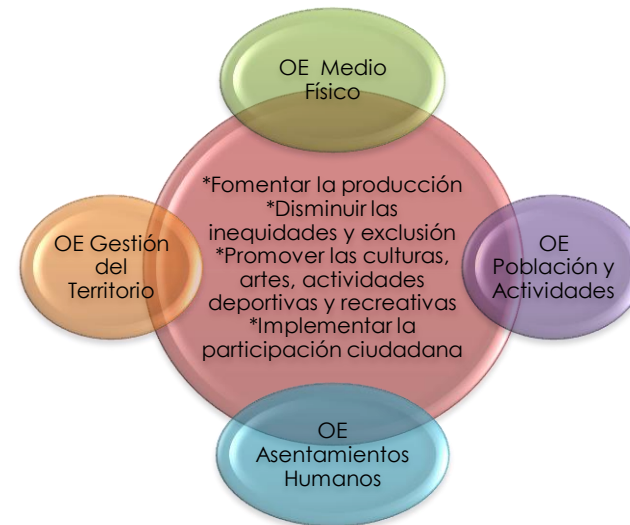 OE Medio
Físico
*Fomentar la producción
*Disminuir las
inequidades y exclusión
*Promover las culturas,
artes, actividades
deportivas y recreativas
*Implementar la
participación ciudadana
OE Gestión
del
Territorio
OE
Población y
Actividades
OE
Asentamientos
Humanos